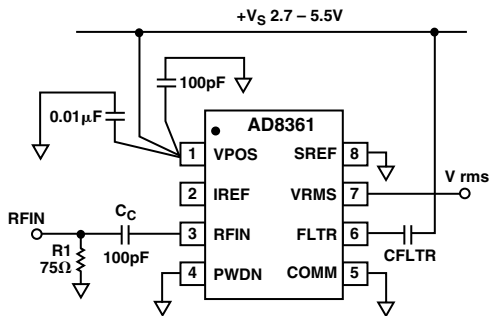 +VS 2.7 – 5.5V
100pF
0.01μF
AD8361
1 VPOS SREF 8
V rms
2 IREF VRMS 7
RFIN CC
3 RFIN FLTR 6
R1
75Ω
100pF
CFLTR
4 PWDN COMM 5